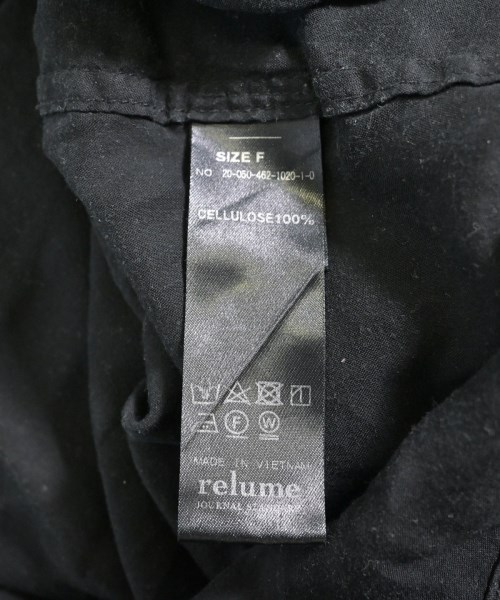 SIZE F
NO 20-050-462-1020-1-0
CELLULOSE100%
F W
MADE IN VIETNAM
relume
JOURNAL STANDARD